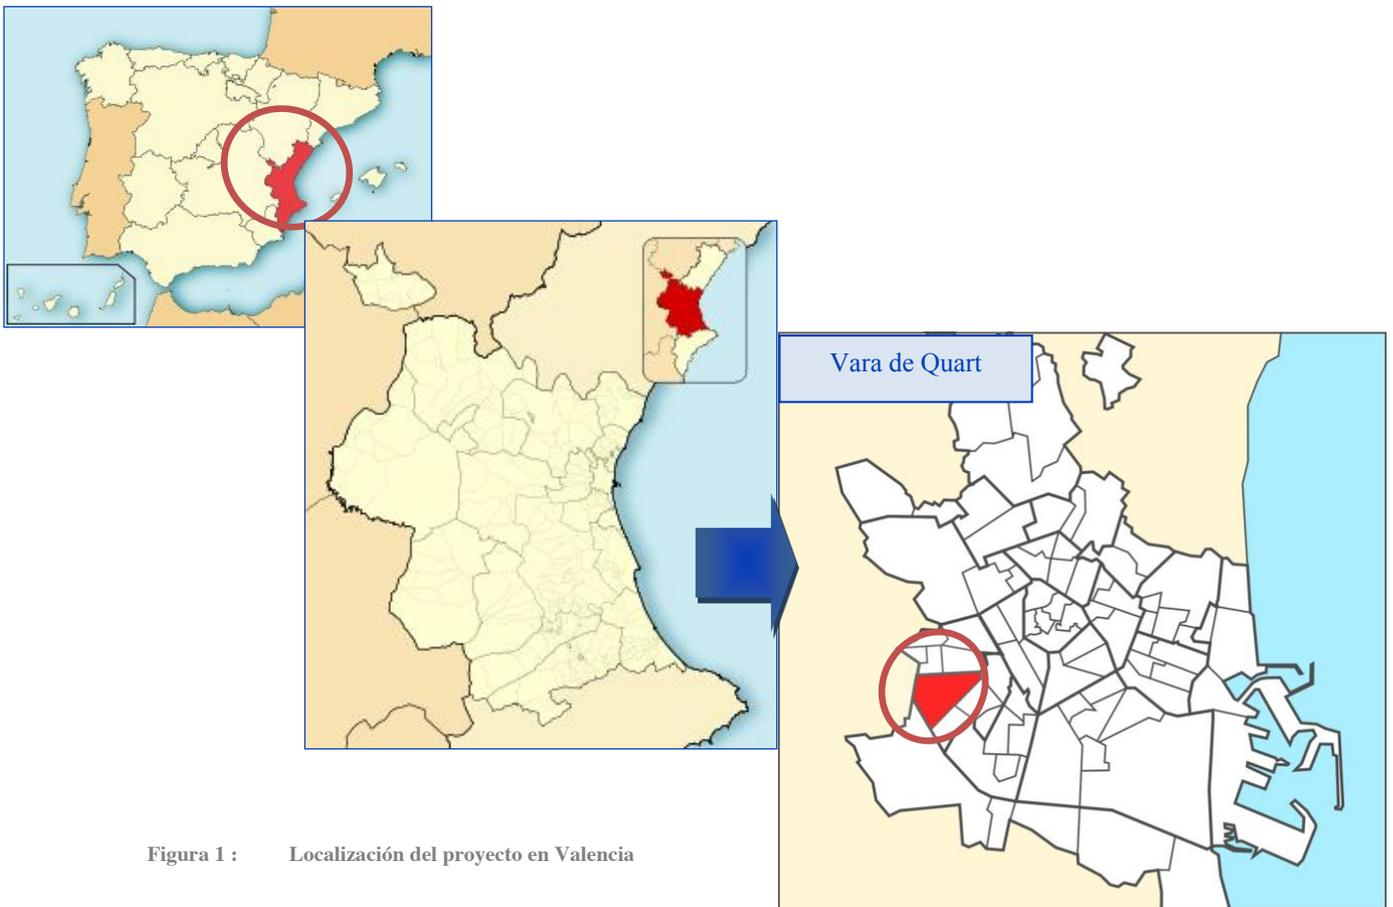 Vara de Quart
Figura 1 : Localización del proyecto en Valencia